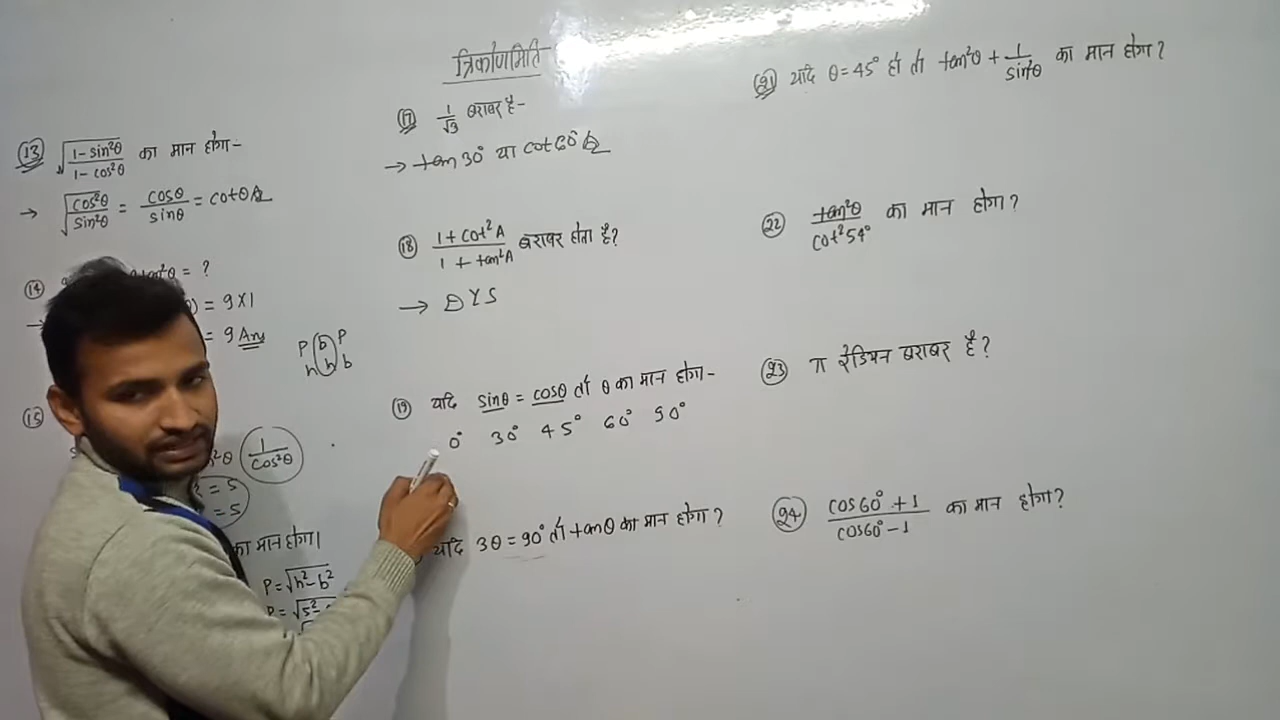 त्रिकोणमिति
(13) √(1-sin²θ / 1-cos²θ) का मान होगा-
→ √(cos²θ / sin²θ) = cosθ / sinθ = cotθ A
(14) tan²θ = ?
= 9×1
= 9 Ans
P b P
h h b
(15)
1 / cos²θ
= 5
= 5
का मान होगा।
P = √h²-b²
P = √5²-
(17) 1/√3 बराबर है-
→ tan 30° या cot 60° A
(18) 1+cot²A / 1+tan²A बराबर होता है?
→ DYS
(19) यदि sinθ = cosθ तो θ का मान होगा-
0° 30° 45° 60° 90°
यदि 3θ = 90° तो tanθ का मान होगा?
(21) यदि θ=45° हो तो tan²θ + 1/sin²θ का मान होगा?
(22) tan²θ / cot²54° का मान होगा?
(23) π रेडियन बराबर है?
(24) cos60°+1 / cos60°-1 का मान होगा?